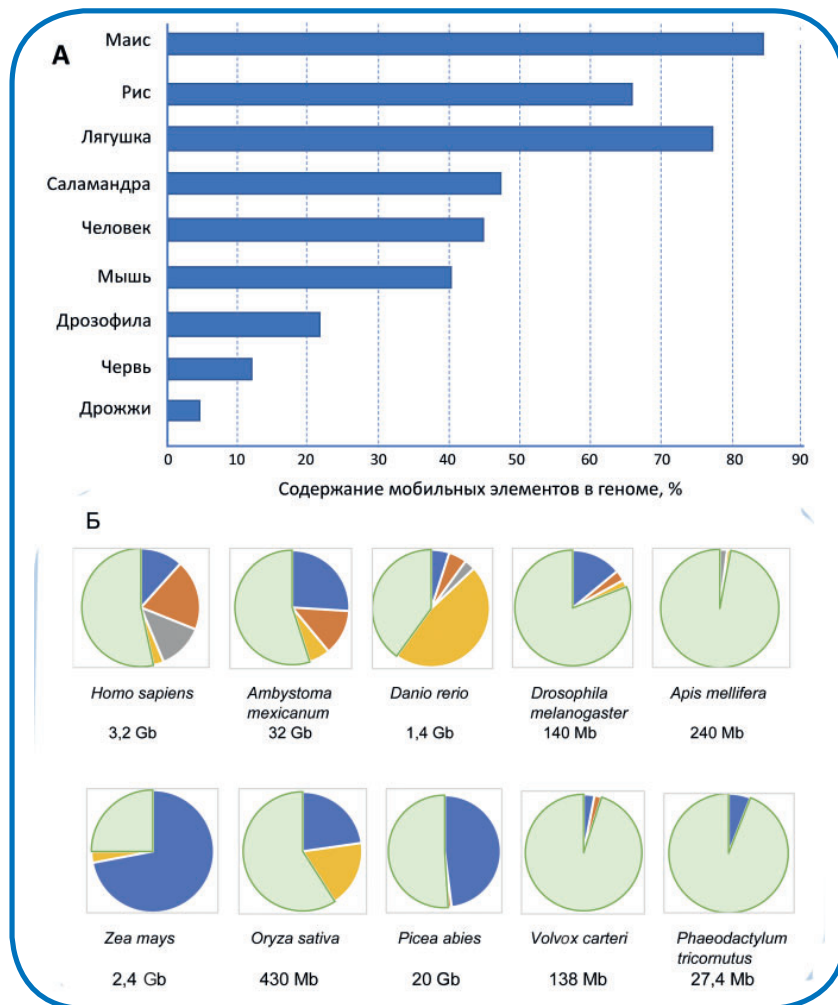 А
Маис
Рис
Лягушка
Саламандра
Человек
Мышь
Дрозофила
Червь
Дрожжи
0 10 20 30 40 50 60 70 80 90
Содержание мобильных элементов в геноме, %
Б
Homo sapiens
3,2 Gb
Ambystoma
mexicanum
32 Gb
Danio rerio
1,4 Gb
Drosophila
melanogaster
140 Mb
Apis mellifera
240 Mb
Zea mays
2,4 Gb
Oryza sativa
430 Mb
Picea abies
20 Gb
Volvox carteri
138 Mb
Phaeodactylum
tricornutus
27,4 Mb